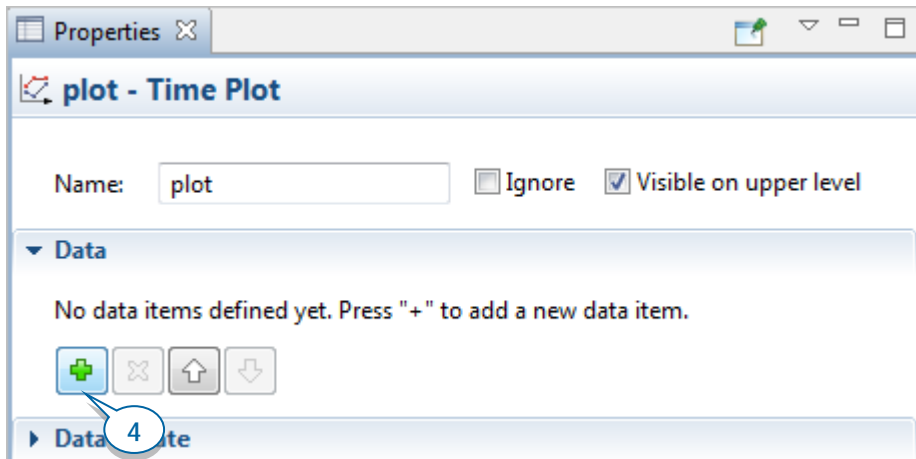 Properties
plot - Time Plot
Name: plot Ignore Visible on upper level
Data
No data items defined yet. Press "+" to add a new data item.
4
Data ate